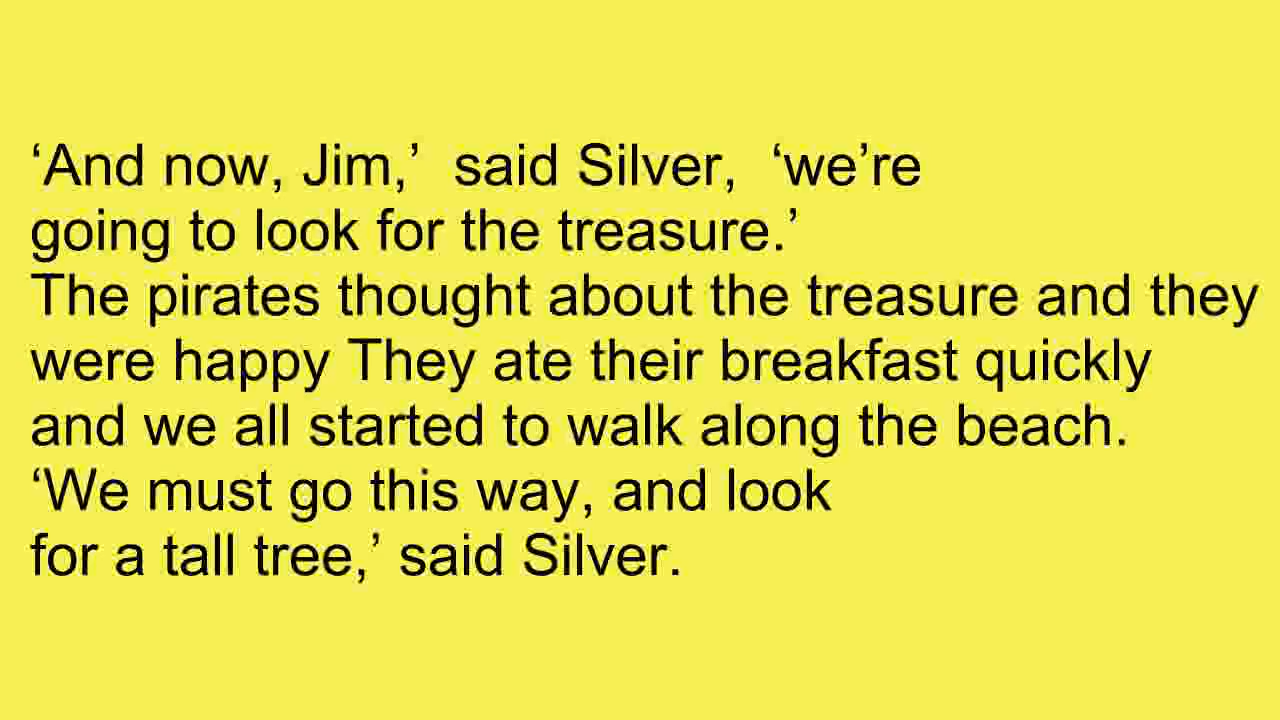 ‘And now, Jim,’  said Silver,  ‘we’re
going to look for the treasure.’
The pirates thought about the treasure and they
were happy They ate their breakfast quickly
and we all started to walk along the beach.
‘We must go this way, and look
for a tall tree,’ said Silver.